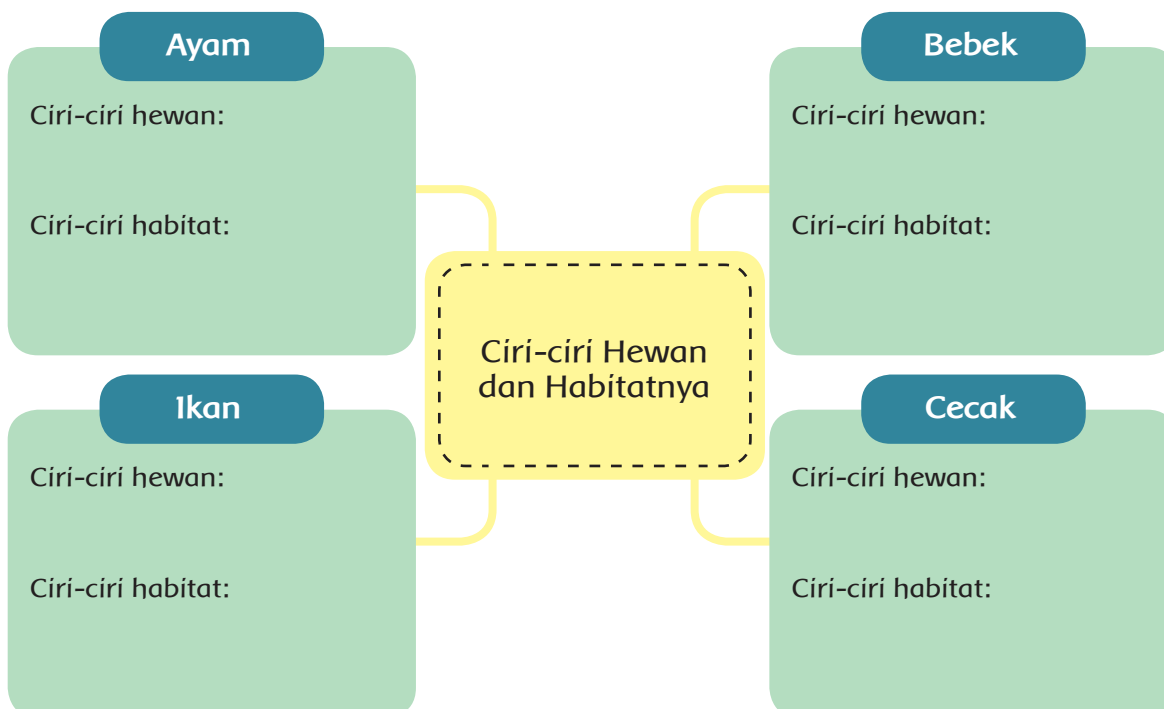 Ayam
Ciri-ciri hewan:
Ciri-ciri habitat:
Bebek
Ciri-ciri hewan:
Ciri-ciri habitat:
Ciri-ciri Hewan
dan Habitatnya
Ikan
Ciri-ciri hewan:
Ciri-ciri habitat:
Cecak
Ciri-ciri hewan:
Ciri-ciri habitat: